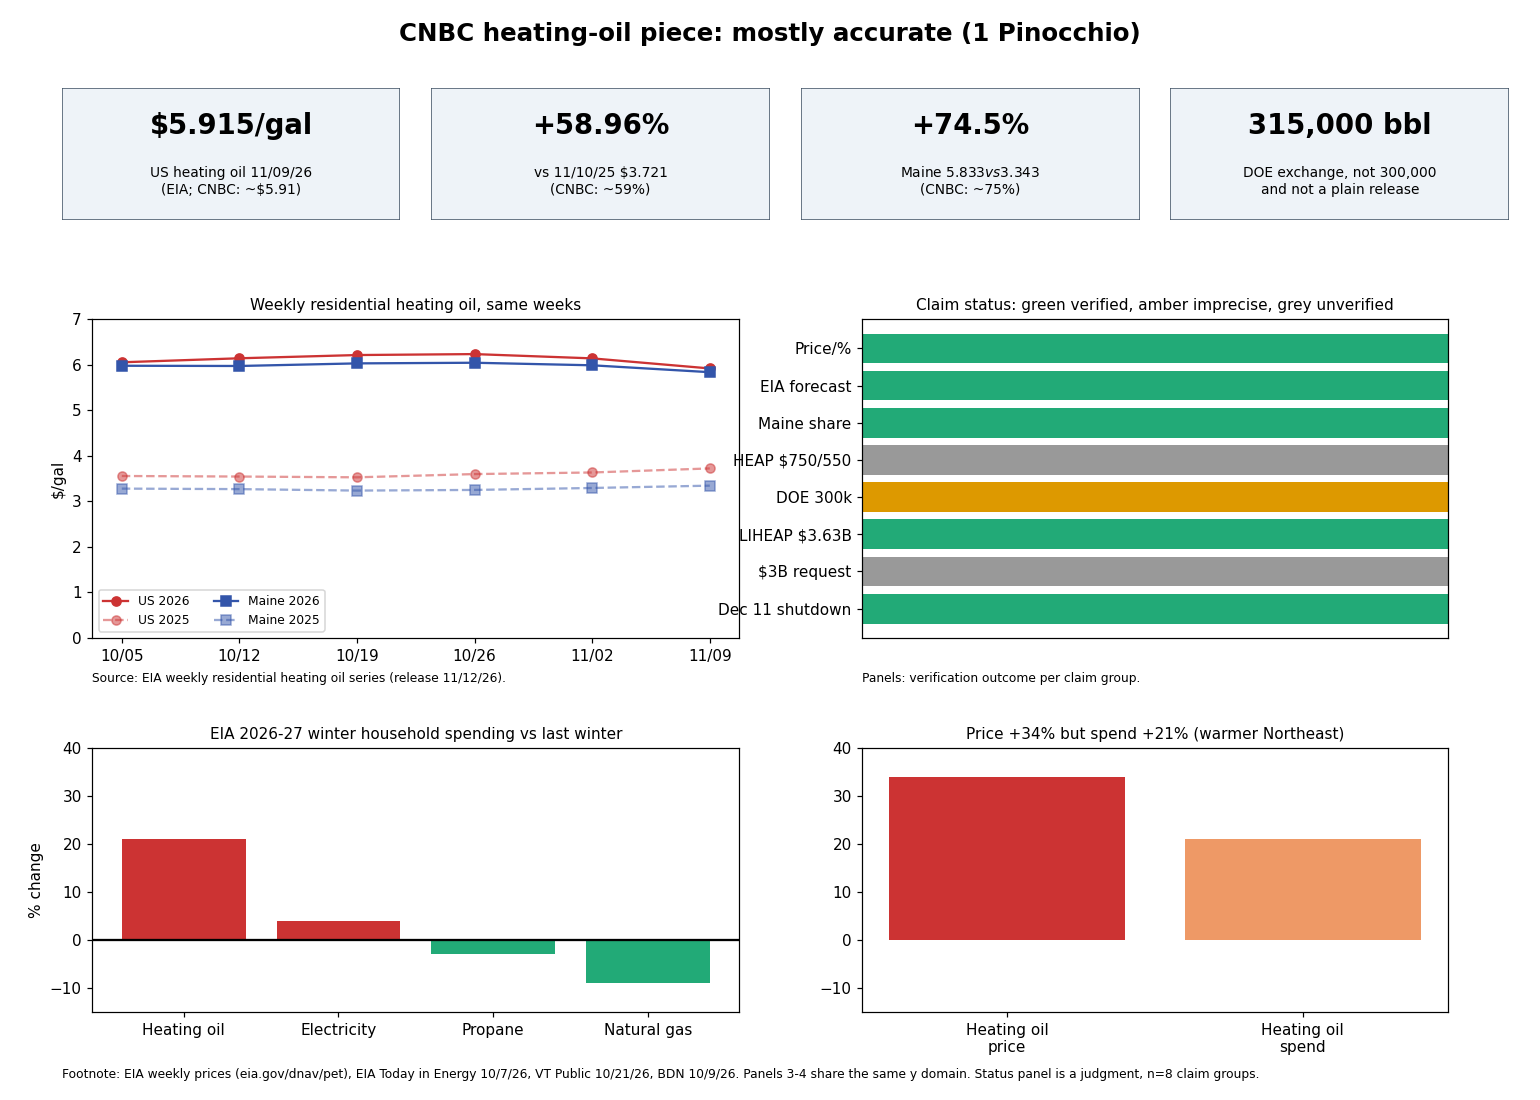 CNBC heating-oil piece: mostly accurate (1 Pinocchio)
$5.915/gal
US heating oil 11/09/26
(EIA; CNBC: ~$5.91)
+58.96%
vs 11/10/25 $3.721
(CNBC: ~59%)
+74.5%
Maine 5.833vs3.343
(CNBC: ~75%)
315,000 bbl
DOE exchange, not 300,000
and not a plain release
Weekly residential heating oil, same weeks
$/gal
7
6
5
4
3
2
1
0
US 2026
US 2025
Maine 2026
Maine 2025
10/05 10/12 10/19 10/26 11/02 11/09
Source: EIA weekly residential heating oil series (release 11/12/26).
Claim status: green verified, amber imprecise, grey unverified
Price/%
EIA forecast
Maine share
HEAP $750/550
DOE 300k
LIHEAP $3.63B
$3B request
Dec 11 shutdown
Panels: verification outcome per claim group.
EIA 2026-27 winter household spending vs last winter
% change
40
30
20
10
0
−10
Heating oil Electricity Propane Natural gas
Price +34% but spend +21% (warmer Northeast)
40
30
20
10
0
−10
Heating oil
price
Heating oil
spend
Footnote: EIA weekly prices (eia.gov/dnav/pet), EIA Today in Energy 10/7/26, VT Public 10/21/26, BDN 10/9/26. Panels 3-4 share the same y domain. Status panel is a judgment, n=8 claim groups.